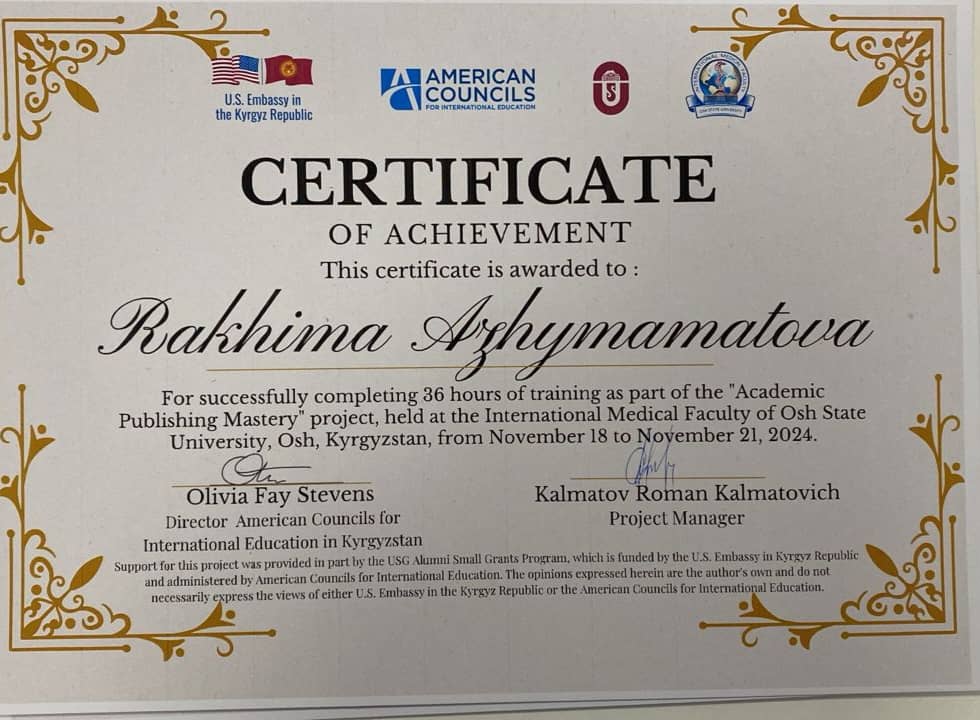 U.S. Embassy in
the Kyrgyz Republic
AMERICAN
COUNCILS
FOR INTERNATIONAL EDUCATION
INTERNATIONAL MEDICAL FACULTY
OSH STATE UNIVERSITY
CERTIFICATE
OF ACHIEVEMENT
This certificate is awarded to :
Rakhima Azhymamatova
For successfully completing 36 hours of training as part of the "Academic
Publishing Mastery" project, held at the International Medical Faculty of Osh State
University, Osh, Kyrgyzstan, from November 18 to November 21, 2024.
Olivia Fay Stevens
Director American Councils for
International Education in Kyrgyzstan
Kalmatov Roman Kalmatovich
Project Manager
Support for this project was provided in part by the USG Alumni Small Grants Program, which is funded by the U.S. Embassy in Kyrgyz Republic
and administered by American Councils for International Education. The opinions expressed herein are the author's own and do not
necessarily express the views of either U.S. Embassy in the Kyrgyz Republic or the American Councils for International Education.